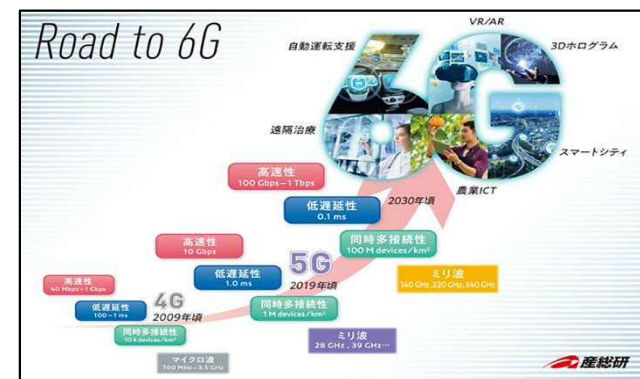 Road to 6G
VR/AR
自動運転支援
3Dホログラム
遠隔治療
スマートシティ
農業ICT
2030年頃
高速性
100 Gbps–1 Tbps
低遅延性
0.1 ms
同時多接続性
100 M devices/km²
ミリ波
140 GHz, 220 GHz, 340 GHz
高速性
10 Gbps
低遅延性
1.0 ms
5G
2019年頃
同時多接続性
1 M devices/km²
ミリ波
28 GHz , 39 GHz…
高速性
40 Mbps–1 Gbps
低遅延性
100–1 ms
4G
2009年頃
同時多接続性
10 k devices/km²
マイクロ波
700 MHz–3.5 GHz
6G
産総研